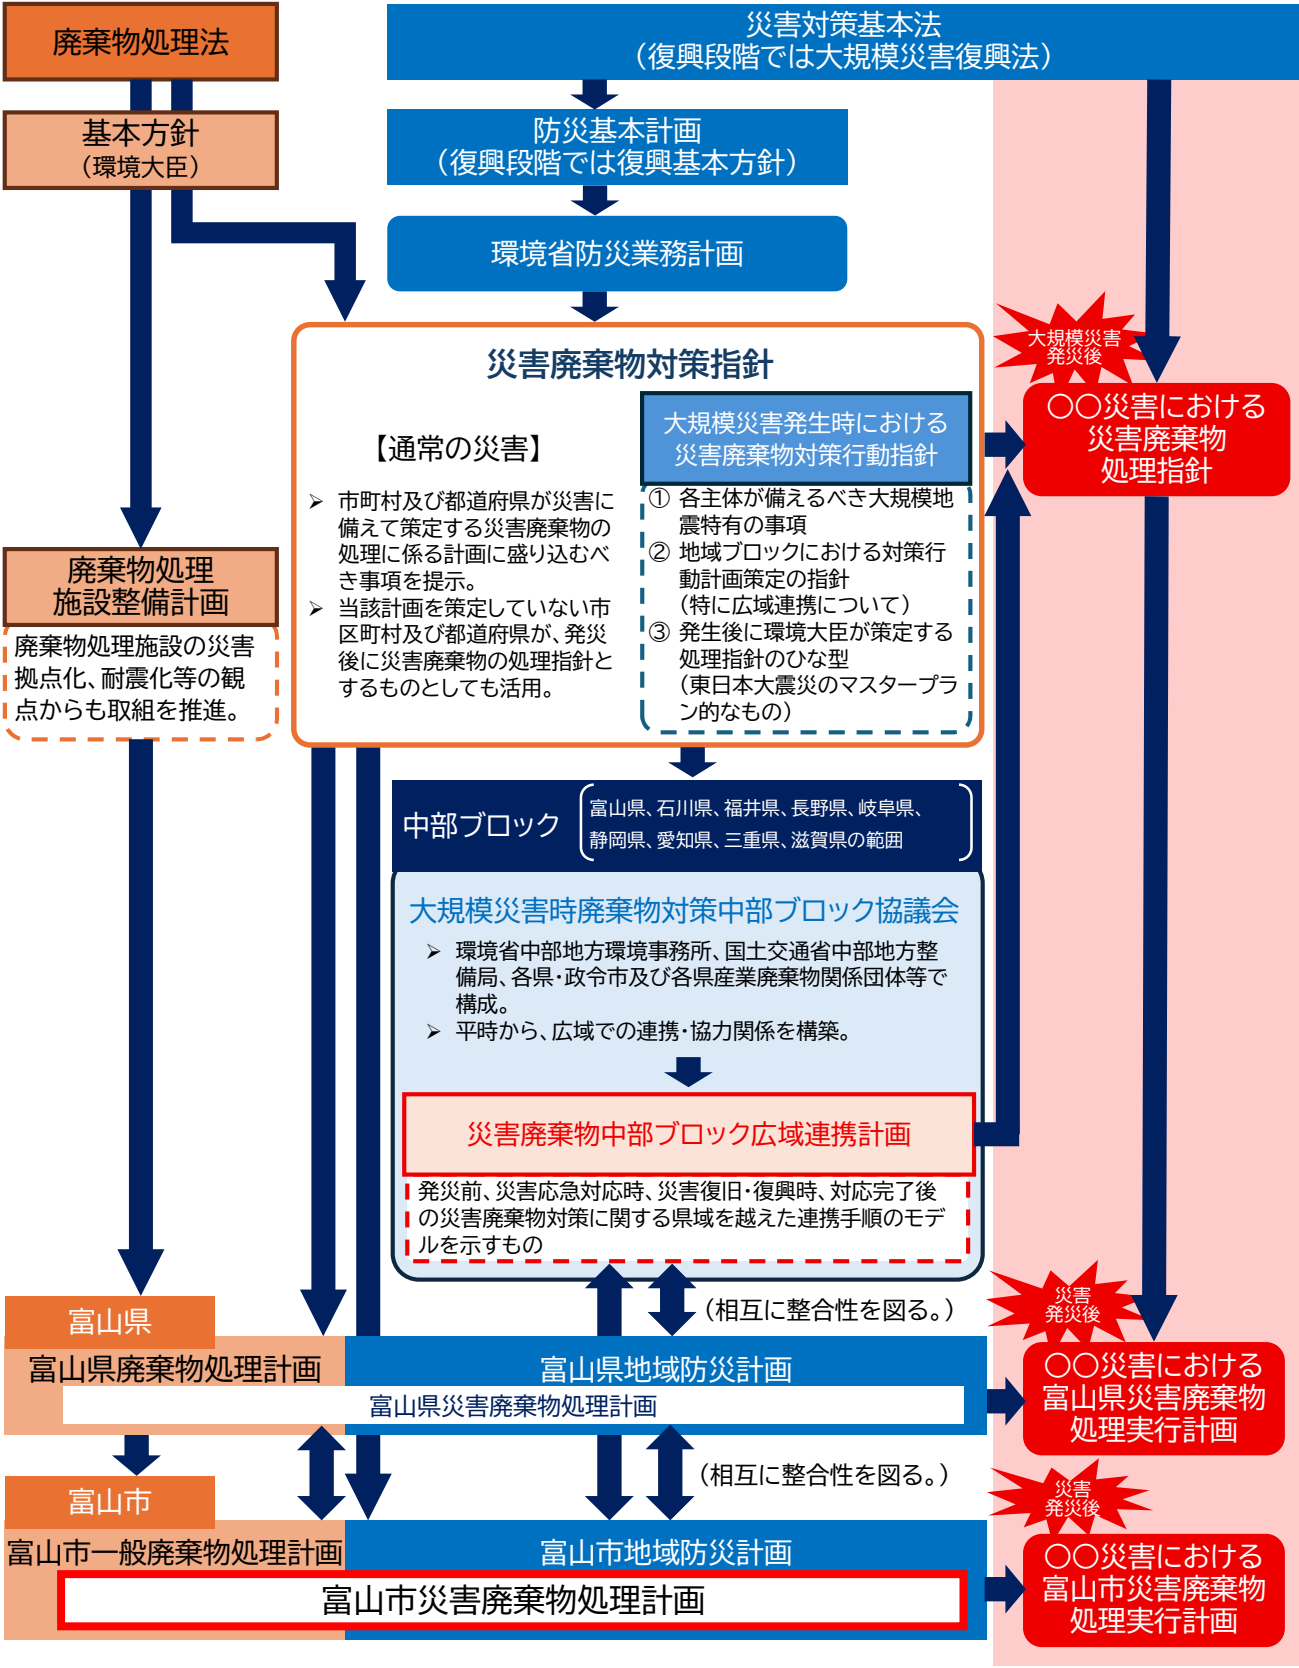 廃棄物処理法
基本方針
（環境大臣）
災害対策基本法
（復興段階では大規模災害復興法）
防災基本計画
（復興段階では復興基本方針）
環境省防災業務計画
災害廃棄物対策指針
【通常の災害】
➢ 市町村及び都道府県が災害に
備えて策定する災害廃棄物の
処理に係る計画に盛り込むべ
き事項を提示。
➢ 当該計画を策定していない市
区町村及び都道府県が、発災
後に災害廃棄物の処理指針と
するものとしても活用。
大規模災害発生時における
災害廃棄物対策行動指針
① 各主体が備えるべき大規模地
震特有の事項
② 地域ブロックにおける対策行
動計画策定の指針
（特に広域連携について）
③ 発生後に環境大臣が策定する
処理指針のひな型
（東日本大震災のマスタープラ
ン的なもの）
大規模災害
発災後
〇〇災害における
災害廃棄物
処理指針
廃棄物処理
施設整備計画
廃棄物処理施設の災害
拠点化、耐震化等の観
点からも取組を推進。
中部ブロック
富山県、石川県、福井県、長野県、岐阜県、
静岡県、愛知県、三重県、滋賀県の範囲
大規模災害時廃棄物対策中部ブロック協議会
➢ 環境省中部地方環境事務所、国土交通省中部地方整
備局、各県・政令市及び各県産業廃棄物関係団体等で
構成。
➢ 平時から、広域での連携・協力関係を構築。
災害廃棄物中部ブロック広域連携計画
発災前、災害応急対応時、災害復旧・復興時、対応完了後
の災害廃棄物対策に関する県域を越えた連携手順のモデ
ルを示すもの
（相互に整合性を図る。）
富山県
富山県廃棄物処理計画
富山県地域防災計画
富山県災害廃棄物処理計画
災害
発災後
〇〇災害における
富山県災害廃棄物
処理実行計画
（相互に整合性を図る。）
富山市
富山市一般廃棄物処理計画
富山市地域防災計画
富山市災害廃棄物処理計画
災害
発災後
〇〇災害における
富山市災害廃棄物
処理実行計画